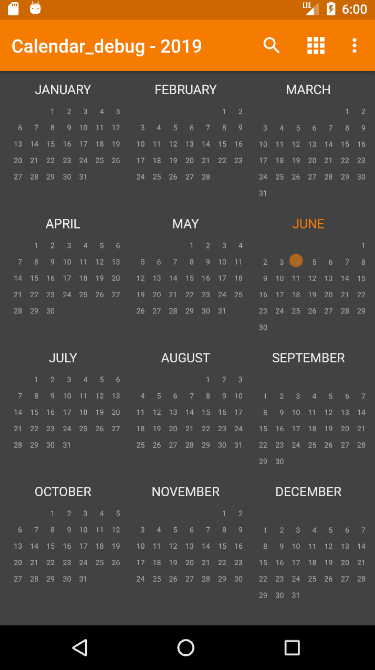 LTE 6:00
Calendar_debug - 2019
JANUARY FEBRUARY MARCH
1 2 3 4 5 1 2 1 2
6 7 8 9 10 11 12 3 4 5 6 7 8 9 3 4 5 6 7 8 9
13 14 15 16 17 18 19 10 11 12 13 14 15 16 10 11 12 13 14 15 16
20 21 22 23 24 25 26 17 18 19 20 21 22 23 17 18 19 20 21 22 23
27 28 29 30 31 24 25 26 27 28 24 25 26 27 28 29 30
31
APRIL MAY JUNE
1 2 3 4 5 6 1 2 3 4 1
7 8 9 10 11 12 13 5 6 7 8 9 10 11 2 3 4 5 6 7 8
14 15 16 17 18 19 20 12 13 14 15 16 17 18 9 10 11 12 13 14 15
21 22 23 24 25 26 27 19 20 21 22 23 24 25 16 17 18 19 20 21 22
28 29 30 26 27 28 29 30 31 23 24 25 26 27 28 29
30
JULY AUGUST SEPTEMBER
1 2 3 4 5 6 1 2 3
7 8 9 10 11 12 13 4 5 6 7 8 9 10 1 2 3 4 5 6 7
14 15 16 17 18 19 20 11 12 13 14 15 16 17 8 9 10 11 12 13 14
21 22 23 24 25 26 27 18 19 20 21 22 23 24 15 16 17 18 19 20 21
28 29 30 31 25 26 27 28 29 30 31 22 23 24 25 26 27 28
29 30
OCTOBER NOVEMBER DECEMBER
1 2 3 4 5 1 2
6 7 8 9 10 11 12 3 4 5 6 7 8 9 1 2 3 4 5 6 7
13 14 15 16 17 18 19 10 11 12 13 14 15 16 8 9 10 11 12 13 14
20 21 22 23 24 25 26 17 18 19 20 21 22 23 15 16 17 18 19 20 21
27 28 29 30 31 24 25 26 27 28 29 30 22 23 24 25 26 27 28
29 30 31